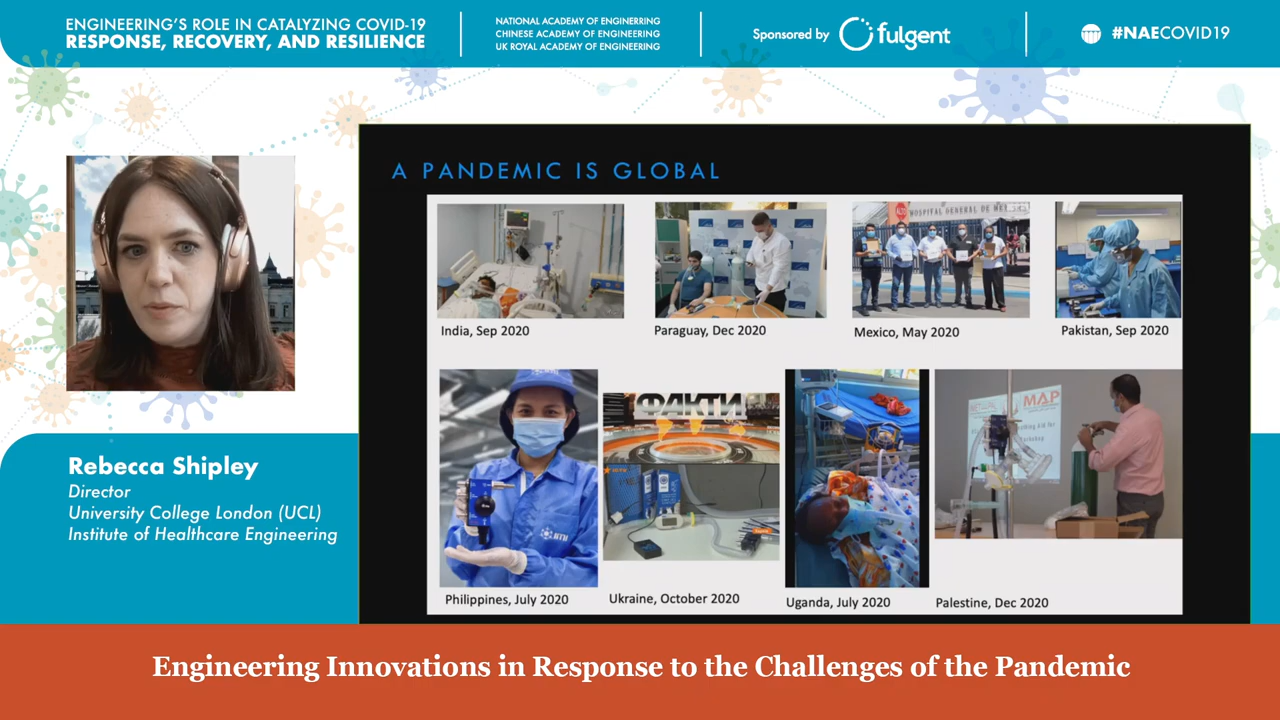 ENGINEERING'S ROLE IN CATALYZING COVID-19
RESPONSE, RECOVERY, AND RESILIENCE
NATIONAL ACADEMY OF ENGINERRING
CHINESE ACADEMY OF ENGINEERING
UK ROYAL ACADEMY OF ENGINEERING
Sponsored by fulgent
#NAECOVID19
A PANDEMIC IS GLOBAL
HOSPITAL GENERAL DE
India, Sep 2020
Paraguay, Dec 2020
Mexico, May 2020
Pakistan, Sep 2020
ФАКТИ
MAP
Philippines, July 2020
Ukraine, October 2020
Uganda, July 2020
Palestine, Dec 2020
Rebecca Shipley
Director
University College London (UCL)
Institute of Healthcare Engineering
Engineering Innovations in Response to the Challenges of the Pandemic